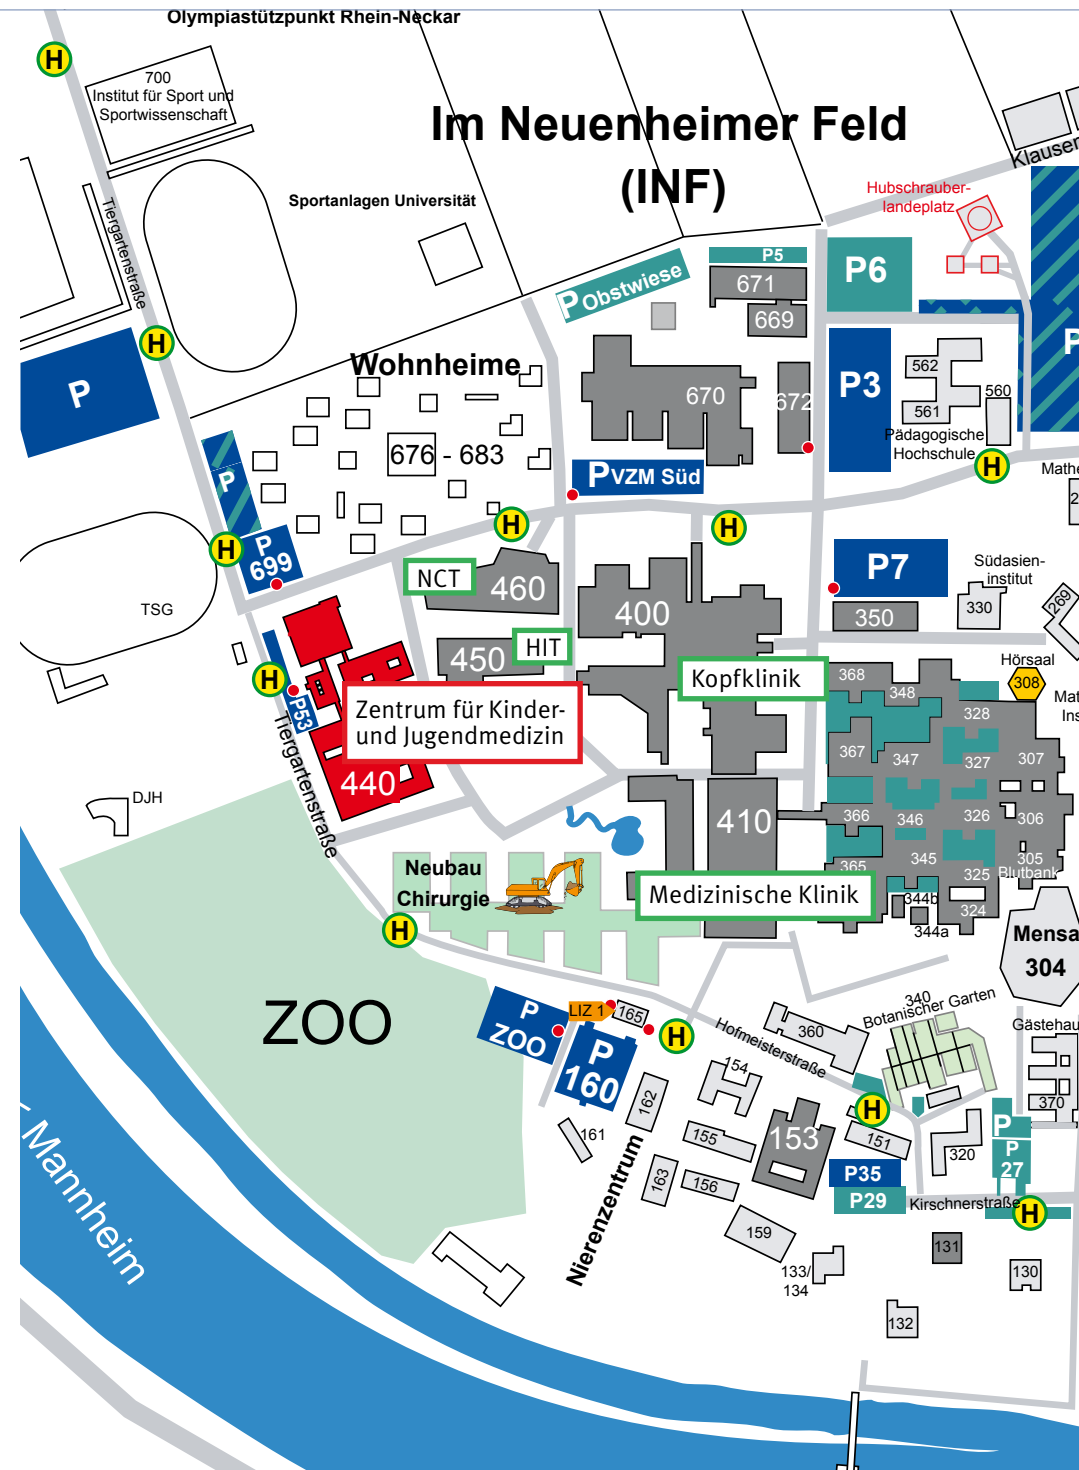 Olympiastützpunkt Rhein-Neckar
H
700
Institut für Sport und
Sportwissenschaft
Im Neuenheimer Feld
(INF)
Klausen
Hubschrauber-
landeplatz
Sportanlagen Universität
Tiergartenstraße
P5
671
P Obstwiese
P6
669
H
P
Wohnheime
670
672
P3
562
560
561
Pädagogische
Hochschule
P
676 - 683
H
Mathe
P VZM Süd
P
H
H
H
P
699
NCT
460
400
P7
Südasien-
institut
330
269
TSG
350
HIT
450
Hörsaal
308
H
Kopfklinik
368
348
328
P53
Zentrum für Kinder-
und Jugendmedizin
367
347
327
307
Tiergartenstraße
440
DJH
410
366
346
326
306
365
345
325
305
Blutbank
Neubau
Chirurgie
Medizinische Klinik
344b
324
344a
H
Mensa
304
ZOO
P
ZOO
LIZ 1
165
H
340
Botanischer Garten
Hofmeisterstraße
360
Gästehau
P
160
154
162
H
370
161
155
153
151
320
P
P
27
163
156
P35
P29
Kirschnerstraße
H
Nierenzentrum
159
131
133/
134
130
132
Mannheim